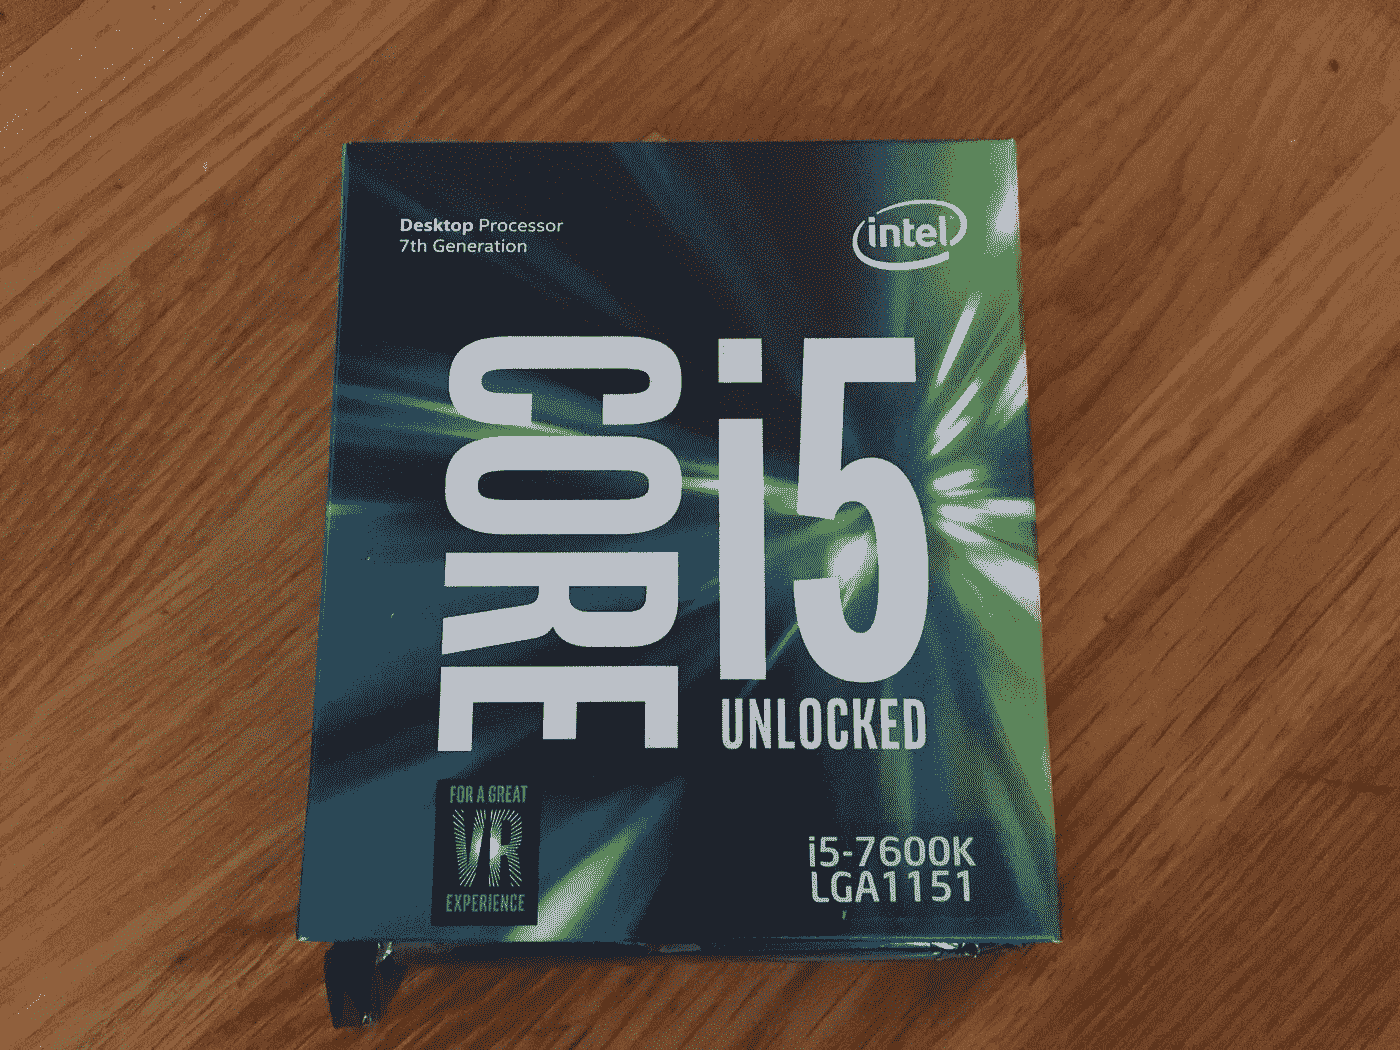 Desktop Processor
7th Generation
intel
CORE
i5
UNLOCKED
FOR A GREAT
VR
EXPERIENCE
i5-7600K
LGA1151